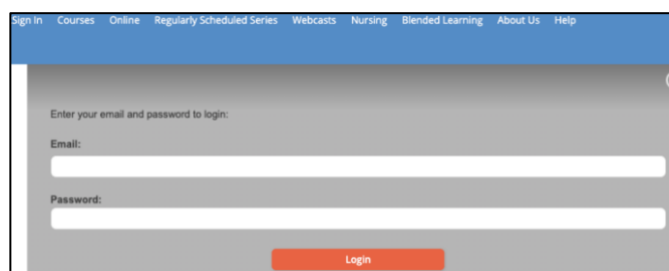 Sign In Courses Online Regularly Scheduled Series Webcasts Nursing Blended Learning About Us Help
Enter your email and password to login:
Email:
Password:
Login